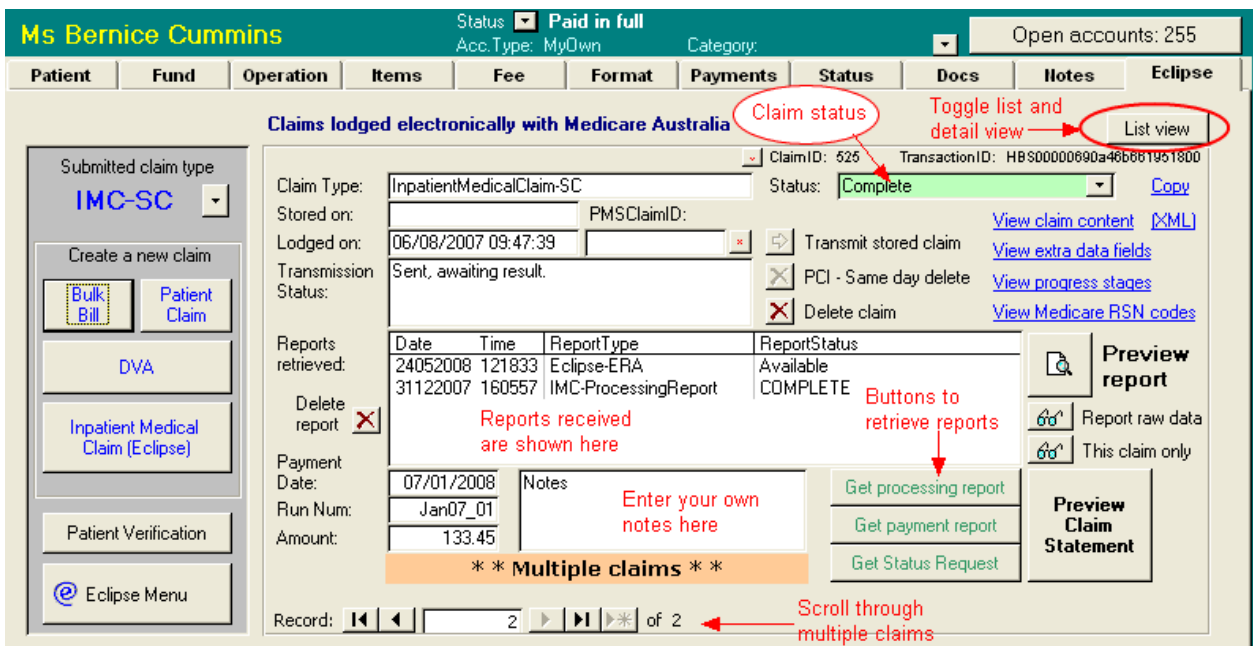 Ms Bernice Cummins
Status Paid in full
Acc.Type: MyOwn Category:
Open accounts: 255
Patient Fund Operation Items Fee Format Payments Status Docs Notes Eclipse
Claims lodged electronically with Medicare Australia
Claim status
Toggle list and
detail view
List view
Submitted claim type
IMC-SC
Create a new claim
Bulk
Bill
Patient
Claim
DVA
Inpatient Medical
Claim (Eclipse)
Patient Verification
Eclipse Menu
ClaimID: 525 TransactionID: HBS00000690a46b661951800
Claim Type: InpatientMedicalClaim-SC
Status: Complete
Copy
Stored on: PMSClaimID:
View claim content (XML)
Lodged on: 06/08/2007 09:47:39
Transmit stored claim
View extra data fields
Transmission
Status:
Sent, awaiting result.
PCI - Same day delete
View progress stages
Delete claim
View Medicare RSN codes
Reports
retrieved:
Date Time ReportType ReportStatus
24052008 121833 Eclipse-ERA Available
31122007 160557 IMC-ProcessingReport COMPLETE
Preview
report
Delete
report
Reports received
are shown here
Buttons to
retrieve reports
Report raw data
This claim only
Payment
Date: 07/01/2008
Run Num: Jan07_01
Amount: 133.45
Notes
Enter your own
notes here
Get processing report
Get payment report
Get Status Request
Preview
Claim
Statement
* * Multiple claims * *
Record: 2 of 2
Scroll through
multiple claims